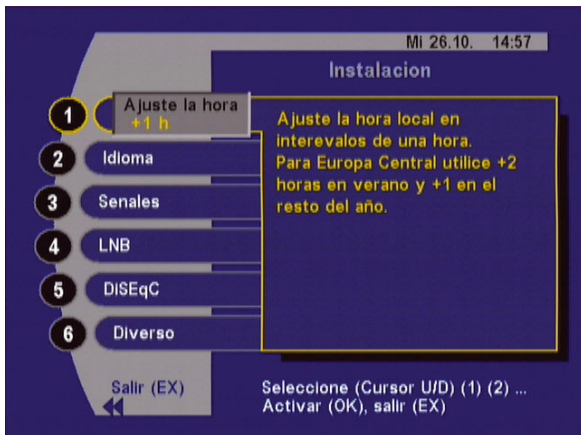 Mi 26.10. 14:57
Instalacion
1 Ajuste la hora
+1 h
2 Idioma
3 Senales
4 LNB
5 DiSEqC
6 Diverso
Ajuste la hora local en
interevalos de una hora.
Para Europa Central utilice +2
horas en verano y +1 en el
resto del año.
Salir (EX)
Seleccione (Cursor U/D) (1) (2) ...
Activar (OK), salir (EX)